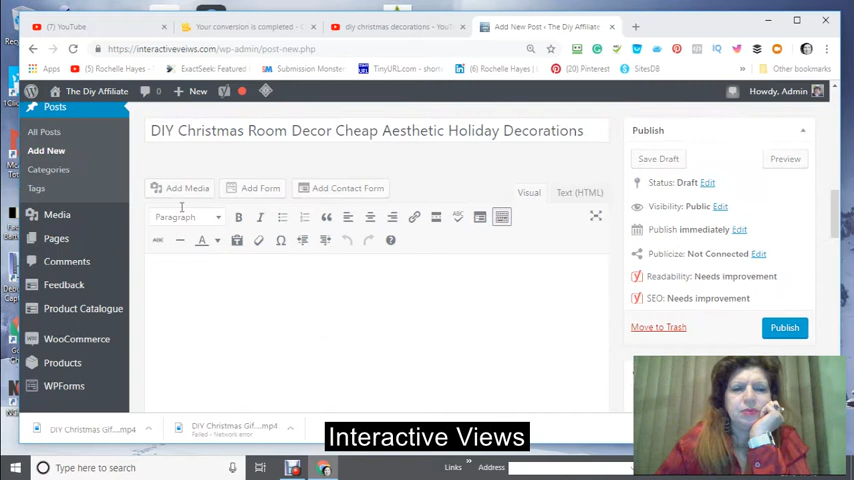 (7) YouTube
Your conversion is completed -
diy christmas decorations - YouT
Add New Post ‹ The Diy Affiliate
https://interactiveveiws.com/wp-admin/post-new.php
Apps
(5) Rochelle Hayes -
ExactSeek: Featured
Submission Monster
TinyURL.com - short
(6) Rochelle Hayes
(20) Pinterest
SitesDB
Other bookmarks
The Diy Affiliate
0
New
Howdy, Admin
Posts
All Posts
Add New
Categories
Tags
Media
Pages
Comments
Feedback
Product Catalogue
WooCommerce
Products
WPForms
DIY Christmas Room Decor Cheap Aesthetic Holiday Decorations
Add Media
Add Form
Add Contact Form
Visual
Text (HTML)
Paragraph
Publish
Save Draft
Preview
Status: Draft Edit
Visibility: Public Edit
Publish immediately Edit
Publicize: Not Connected Edit
Readability: Needs improvement
SEO: Needs improvement
Move to Trash
Publish
DIY Christmas Gif....mp4
DIY Christmas Gif....mp4
Failed - Network error
Interactive Views
Type here to search
Links
Address